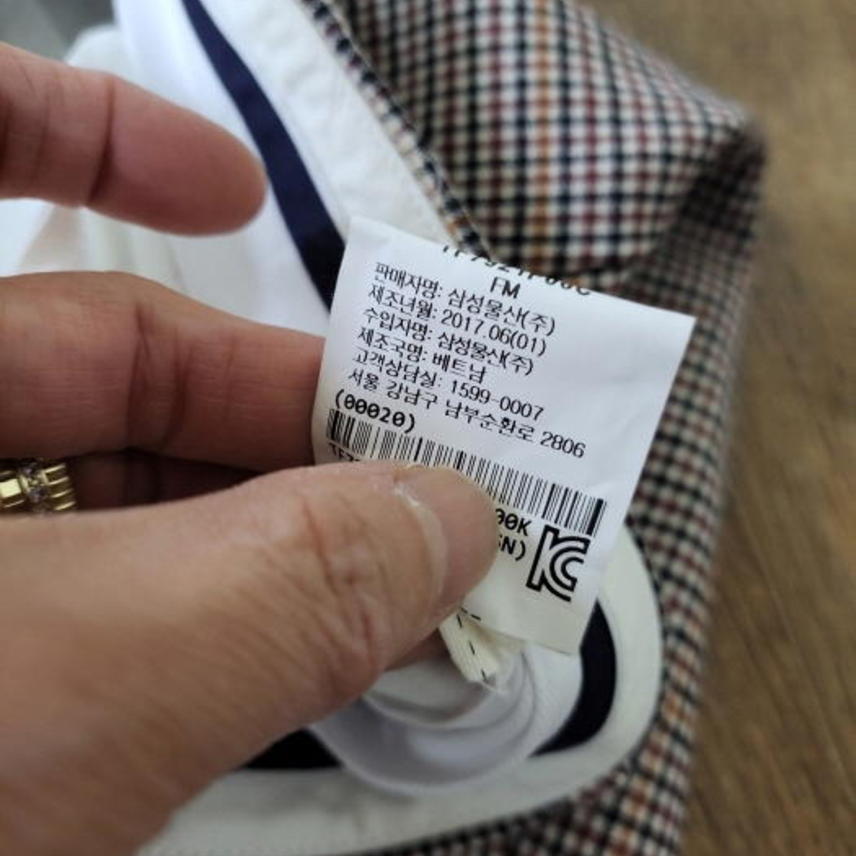 FM
판매자명: 삼성물산(주)
제조년월: 2017.06(01)
수입자명: 삼성물산(주)
제조국명: 베트남
고객상담실: 1599-0007
서울 강남구 남부순환로 2806
(00020)
00K
KC